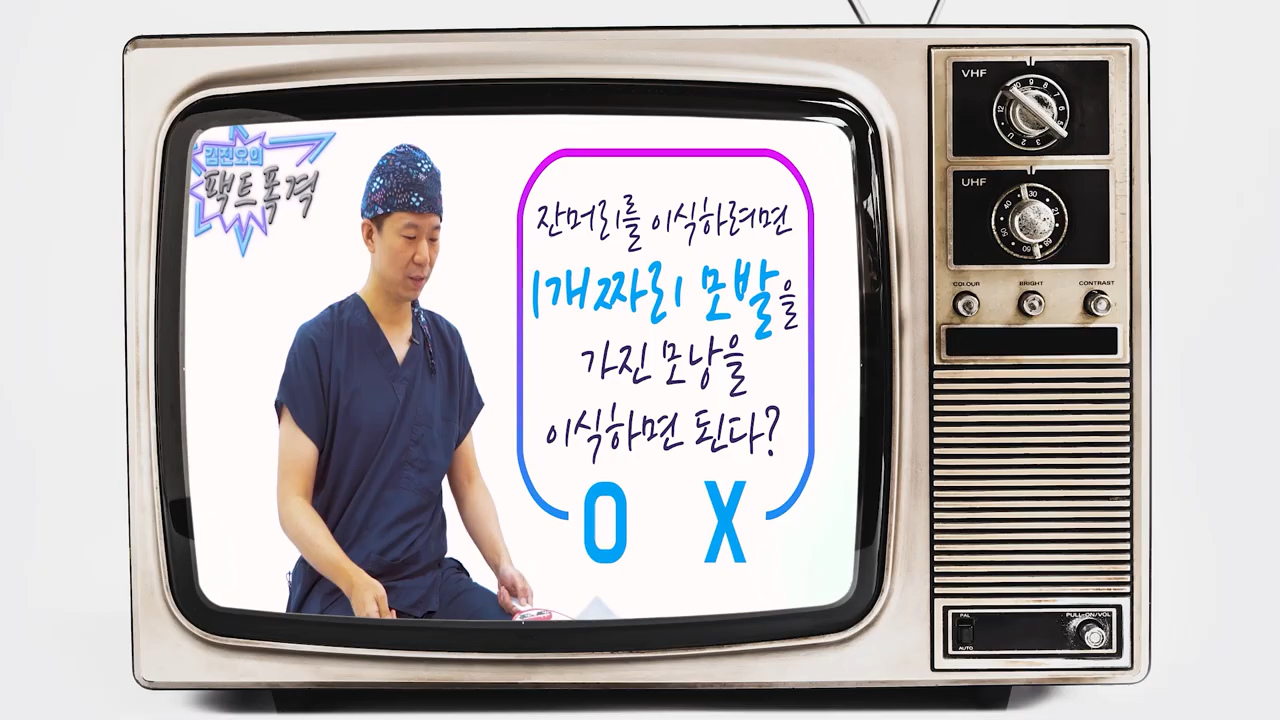 김진오의
팩트폭격
잔머리를 이식하려면
1개짜리 모발을
가진 모낭을
이식하면 된다?
O X
VHF
UHF
COLOUR BRIGHT CONTRAST
PAL
AUTO
PULL-ON/VOL